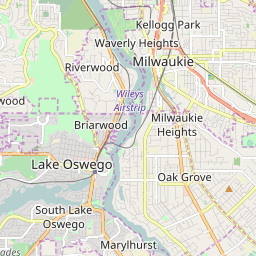 Kellogg Park
Waverly Heights
Milwaukie
Riverwood
wood
Wileys
Airstrip
Briarwood
Milwaukie
Heights
Lake Oswego
Oak Grove
South Lake
Oswego
Marylhurst
ades